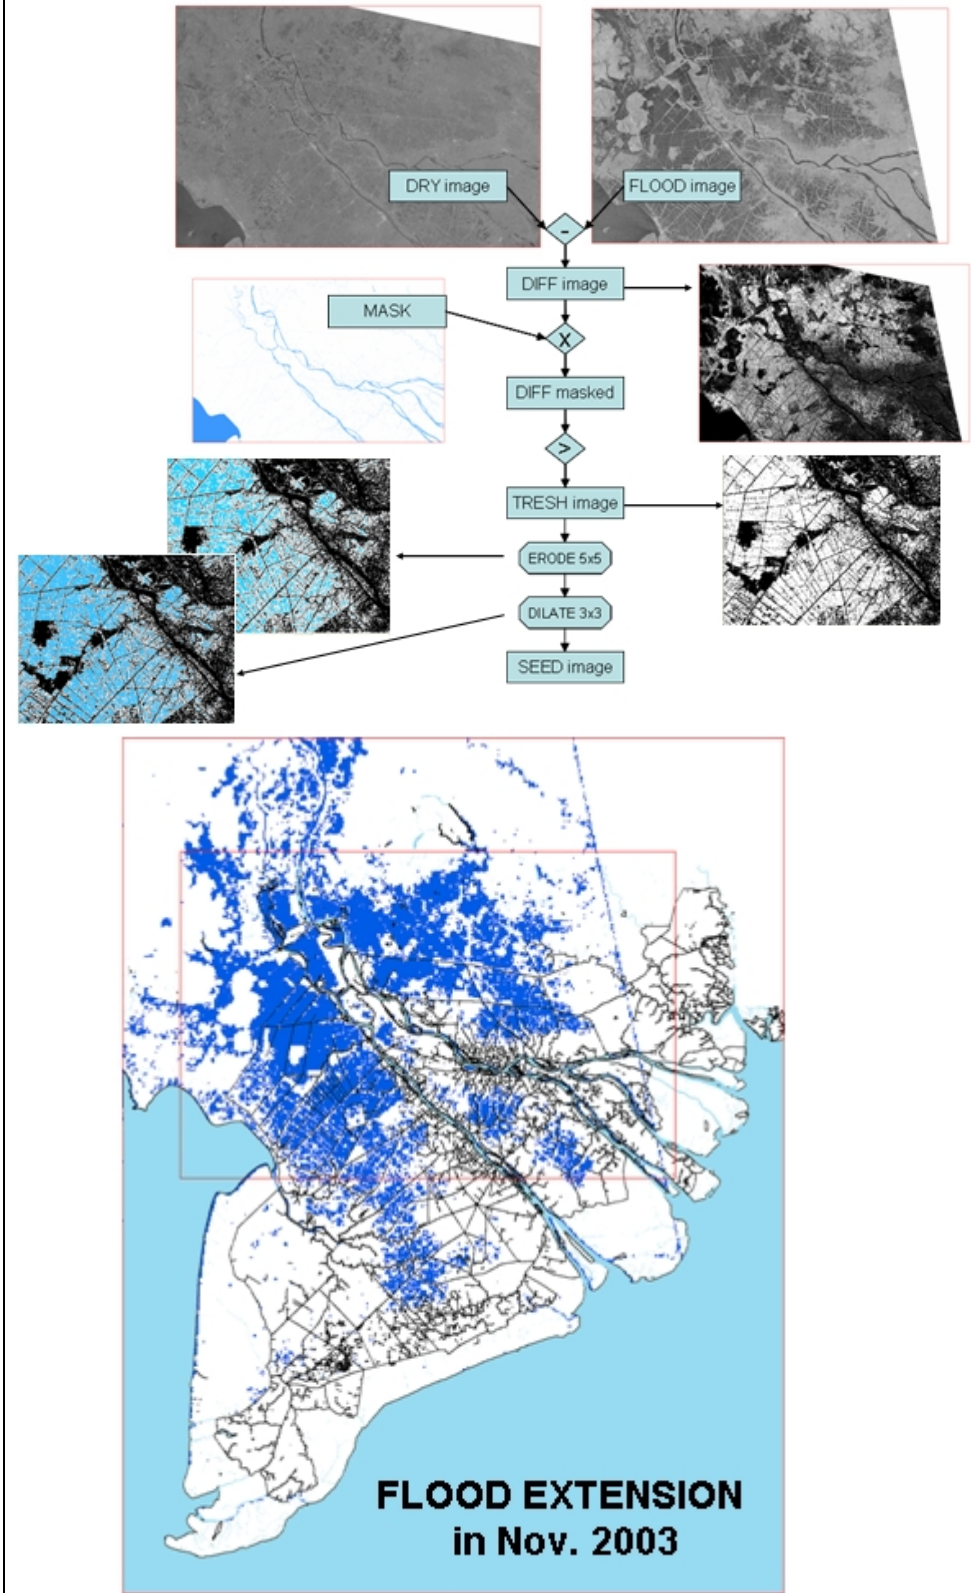 DRY image
FLOOD image
-
DIFF image
MASK
X
DIFF masked
>
TRESH image
ERODE 5x5
DILATE 3x3
SEED image
FLOOD EXTENSION
in Nov. 2003